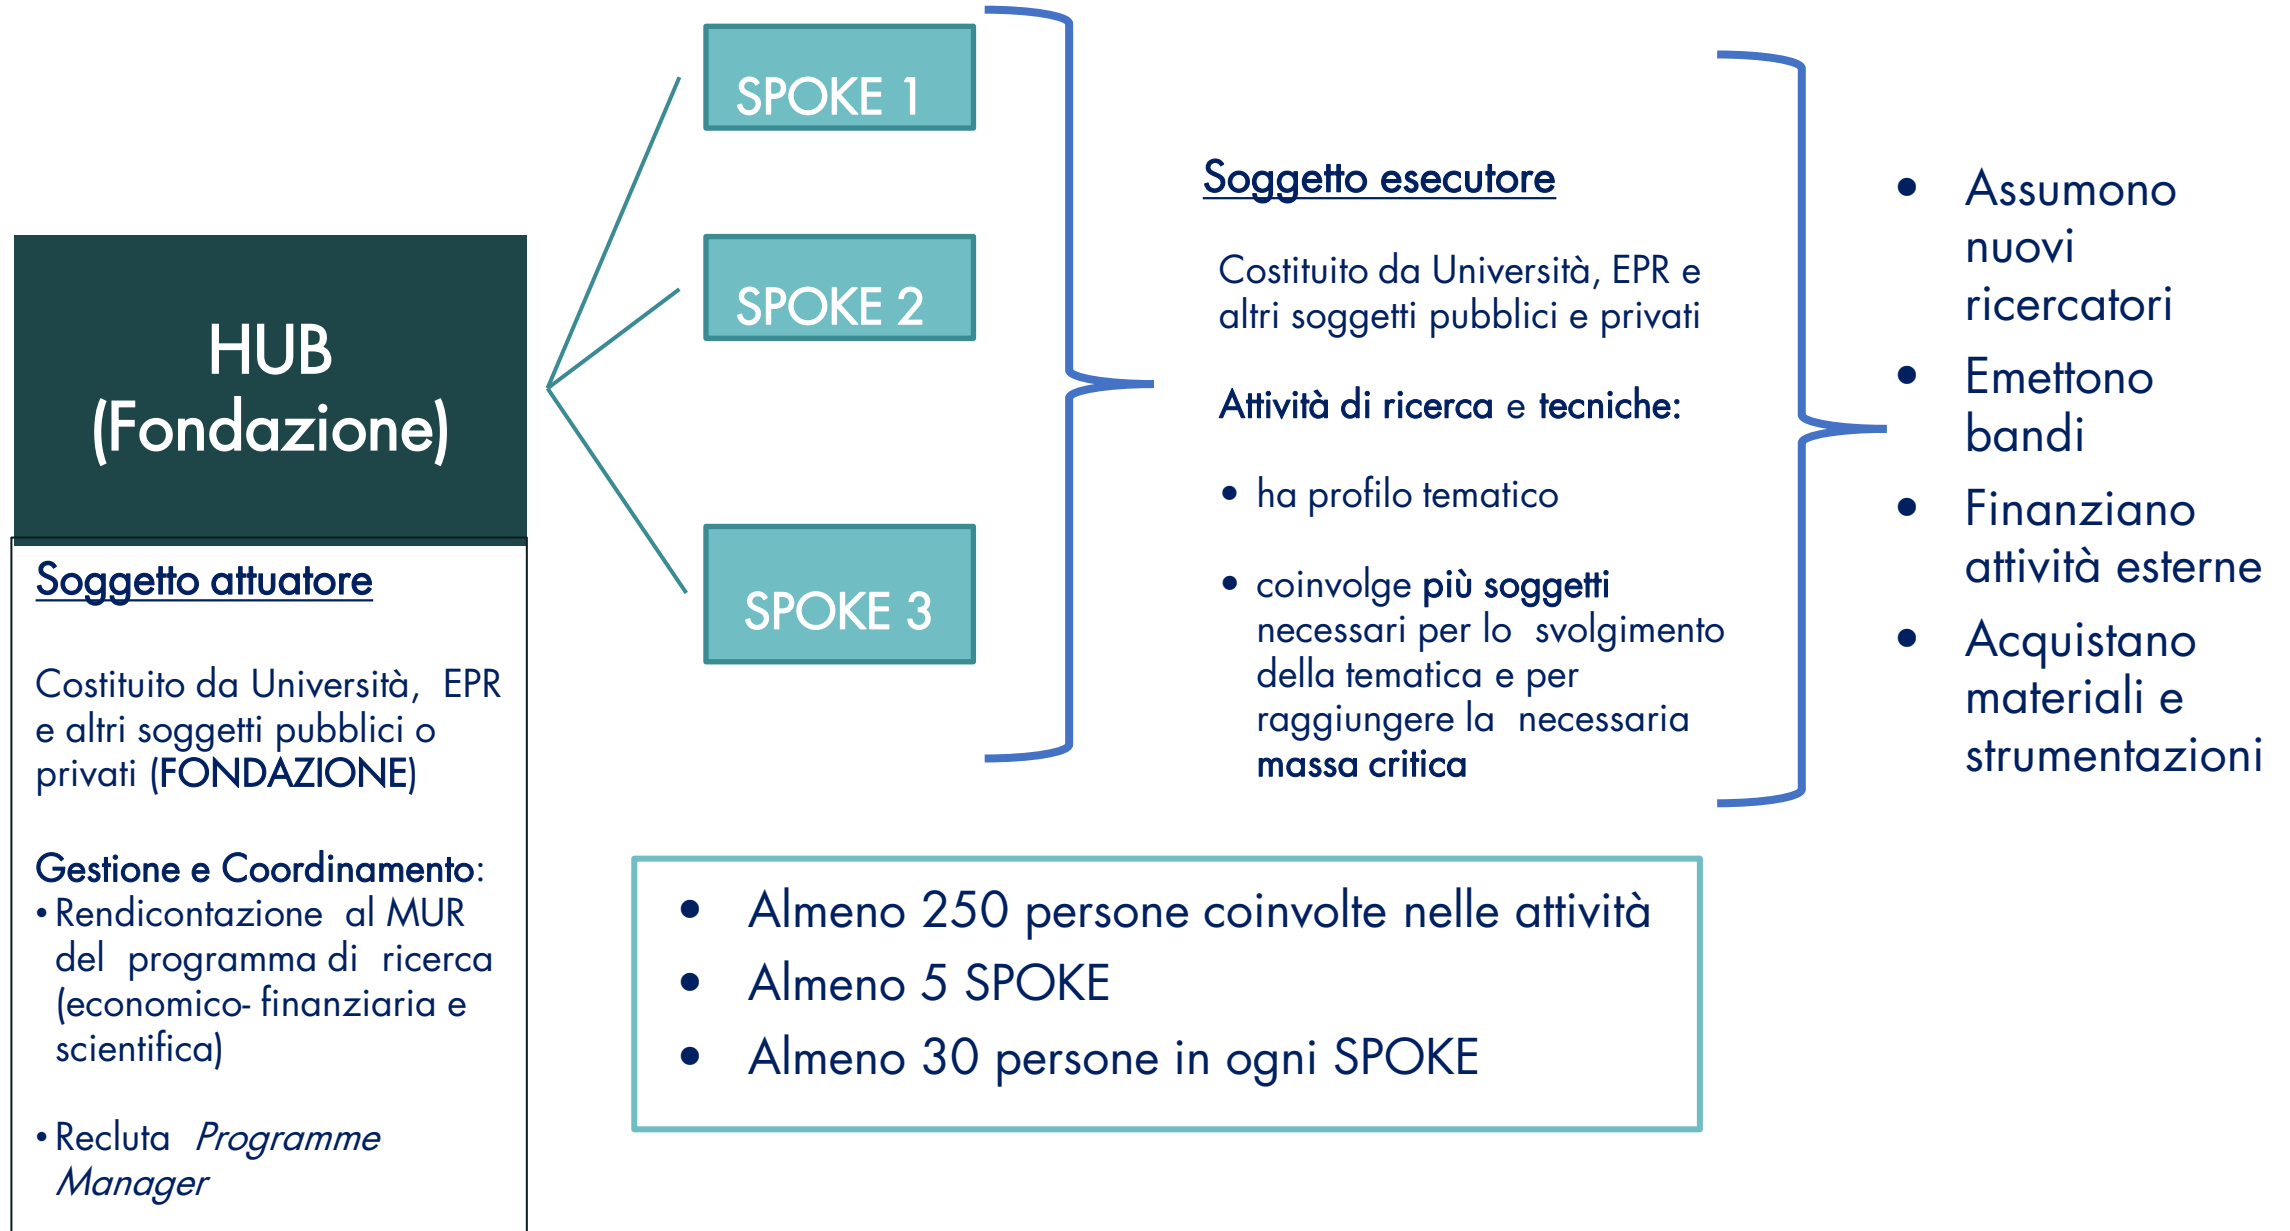 HUB
(Fondazione)
Soggetto attuatore
Costituito da Università, EPR
e altri soggetti pubblici o
privati (FONDAZIONE)
Gestione e Coordinamento:
• Rendicontazione al MUR
del programma di ricerca
(economico- finanziaria e
scientifica)
• Recluta Programme
Manager
SPOKE 1
SPOKE 2
SPOKE 3
Soggetto esecutore
Costituito da Università, EPR e
altri soggetti pubblici e privati
Attività di ricerca e tecniche:
• ha profilo tematico
• coinvolge più soggetti
necessari per lo svolgimento
della tematica e per
raggiungere la necessaria
massa critica
• Assumono
nuovi
ricercatori
• Emettono
bandi
• Finanziano
attività esterne
• Acquistano
materiali e
strumentazioni
• Almeno 250 persone coinvolte nelle attività
• Almeno 5 SPOKE
• Almeno 30 persone in ogni SPOKE